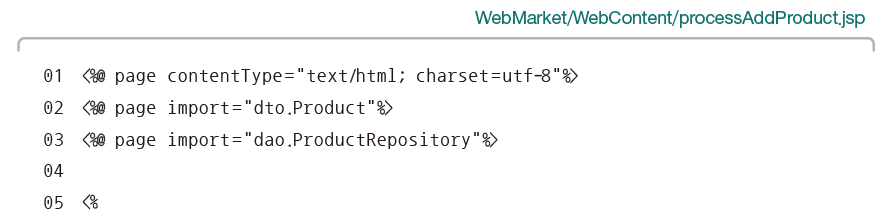 WebMarket/WebContent/processAddProduct.jsp
01 <%@ page contentType="text/html; charset=utf-8"%>
02 <%@ page import="dto.Product"%>
03 <%@ page import="dao.ProductRepository"%>
04
05 <%